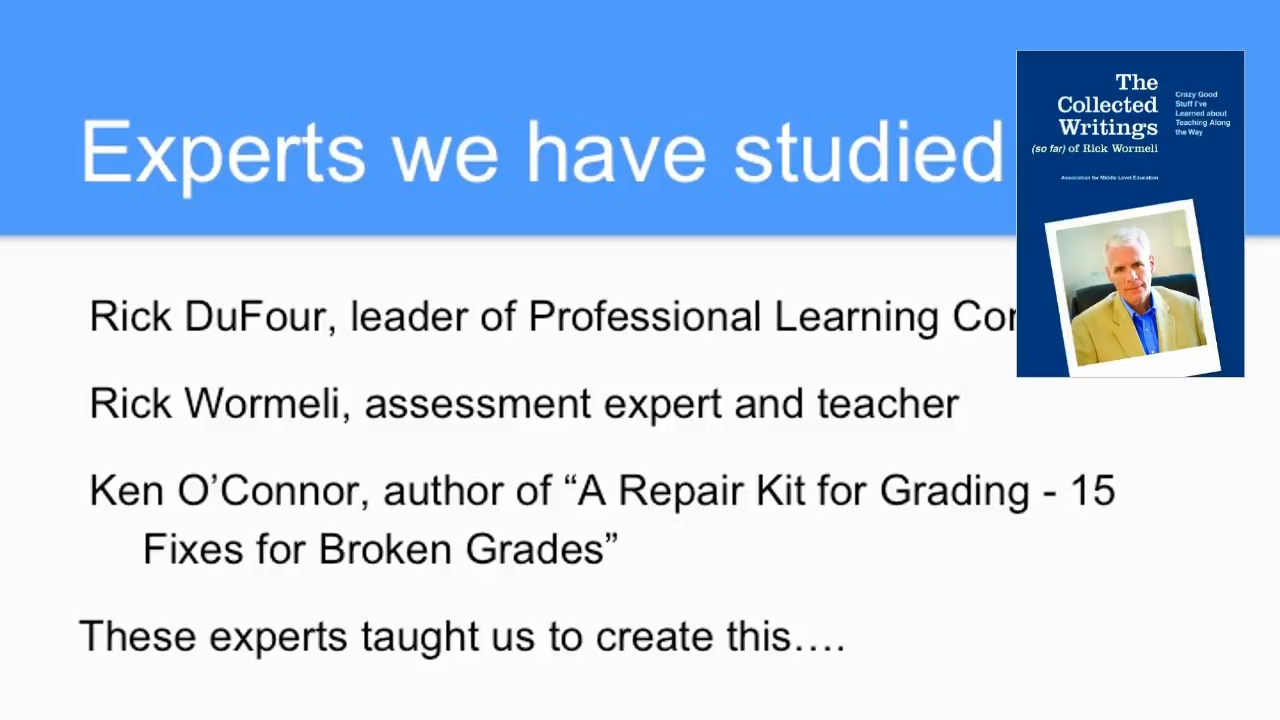 Experts we have studied
The
Collected
Writings
(so far) of Rick Wormeli
Crazy Good
Stuff I've
Learned about
Teaching Along
the Way
Association for Middle Level Education
Rick DuFour, leader of Professional Learning
Rick Wormeli, assessment expert and teacher
Ken O’Connor, author of “A Repair Kit for Grading - 15
Fixes for Broken Grades”
These experts taught us to create this….